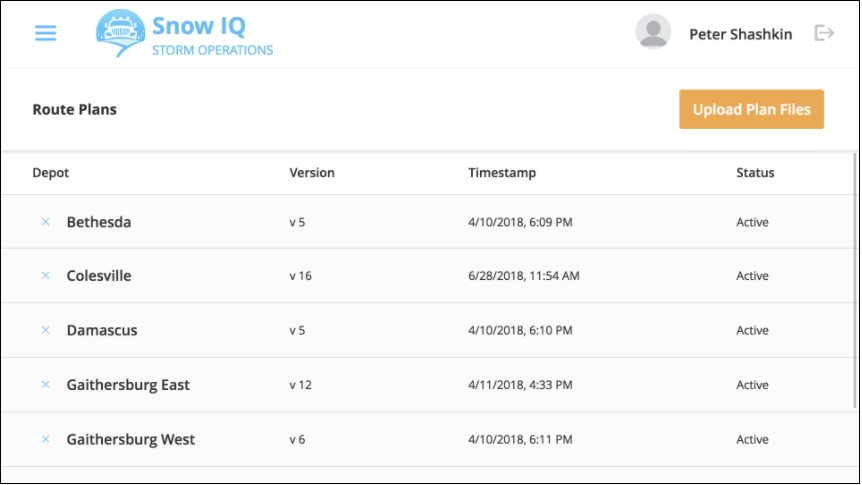 Snow IQ
STORM OPERATIONS
Peter Shashkin
Route Plans
Upload Plan Files
Depot Version Timestamp Status
× Bethesda v 5 4/10/2018, 6:09 PM Active
× Colesville v 16 6/28/2018, 11:54 AM Active
× Damascus v 5 4/10/2018, 6:10 PM Active
× Gaithersburg East v 12 4/11/2018, 4:33 PM Active
× Gaithersburg West v 6 4/10/2018, 6:11 PM Active